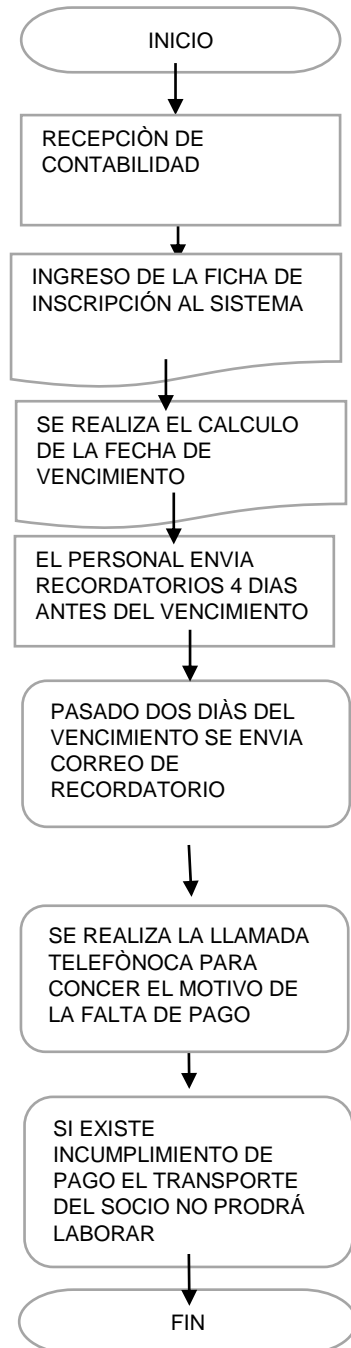 INICIO
RECEPCIÒN DE
CONTABILIDAD
INGRESO DE LA FICHA DE
INSCRIPCIÓN AL SISTEMA
SE REALIZA EL CALCULO
DE LA FECHA DE
VENCIMIENTO
EL PERSONAL ENVIA
RECORDATORIOS 4 DIAS
ANTES DEL VENCIMIENTO
PASADO DOS DIÀS DEL
VENCIMIENTO SE ENVIA
CORREO DE
RECORDATORIO
SE REALIZA LA LLAMADA
TELEFÒNOCA PARA
CONCER EL MOTIVO DE
LA FALTA DE PAGO
SI EXISTE
INCUMPLIMIENTO DE
PAGO EL TRANSPORTE
DEL SOCIO NO PRODRÁ
LABORAR
FIN